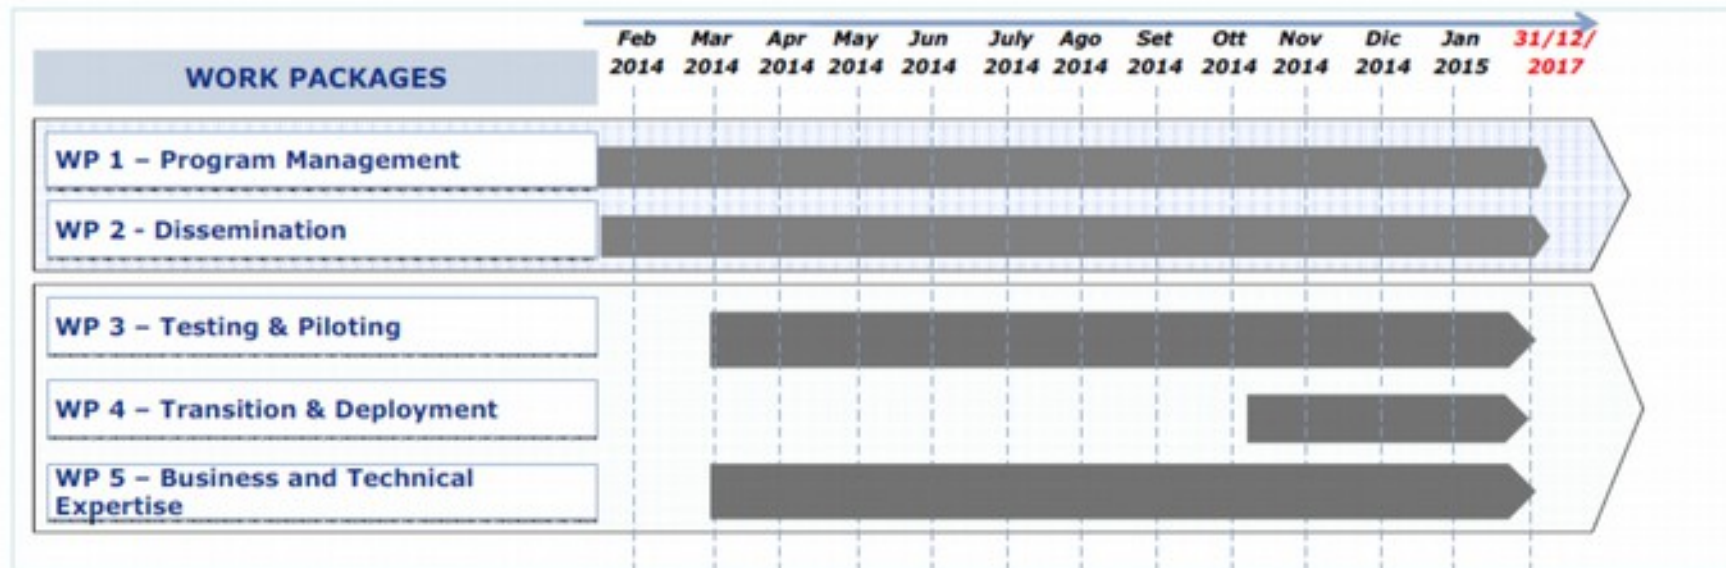 Feb Mar Apr May Jun July Ago Set Ott Nov Dic Jan 31/12/
2014 2014 2014 2014 2014 2014 2014 2014 2014 2014 2014 2015 2017
WORK PACKAGES
WP 1 – Program Management
WP 2 - Dissemination
WP 3 – Testing & Piloting
WP 4 – Transition & Deployment
WP 5 – Business and Technical
Expertise